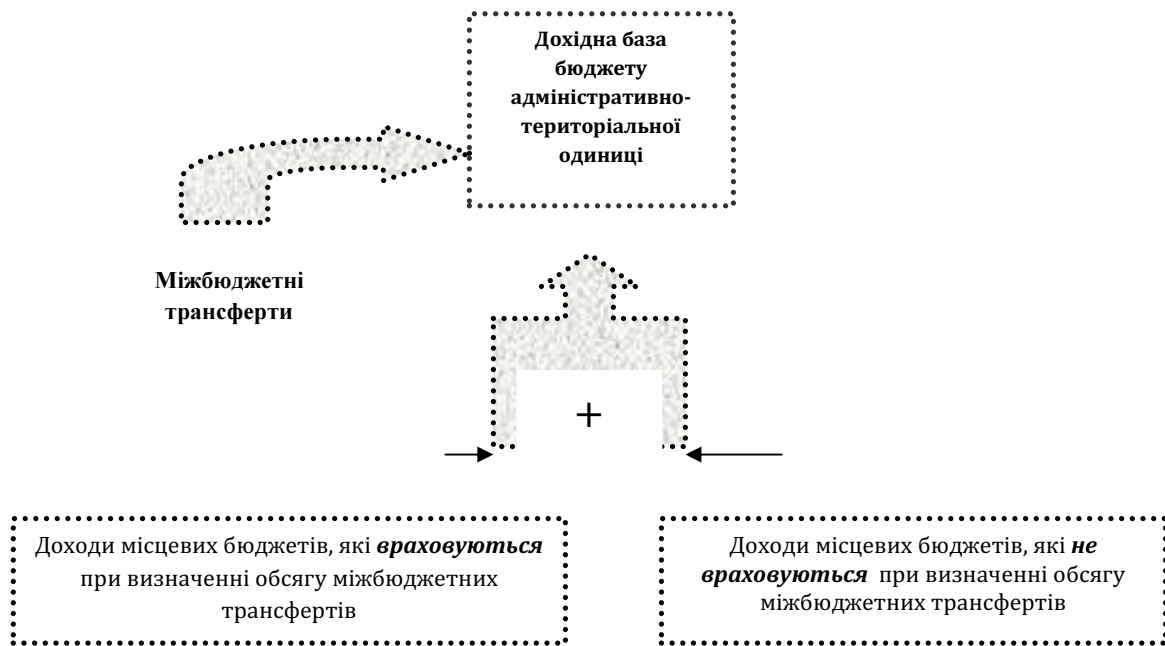 Дохідна база
бюджету
адміністративно-
територіальної
одиниці
Міжбюджетні
трансферти
+
Доходи місцевих бюджетів, які враховуються
при визначенні обсягу міжбюджетних
трансфертів
Доходи місцевих бюджетів, які не
враховуються при визначенні обсягу
міжбюджетних трансфертів